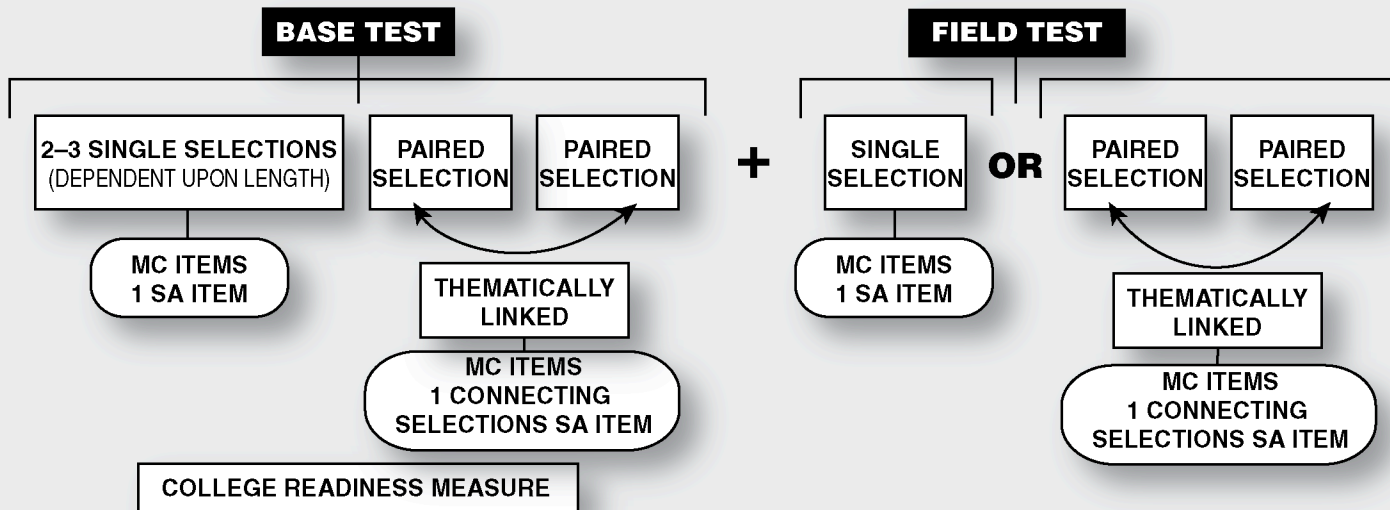 BASE TEST
2–3 SINGLE SELECTIONS
(DEPENDENT UPON LENGTH)
MC ITEMS
1 SA ITEM
PAIRED
SELECTION
PAIRED
SELECTION
THEMATICALLY
LINKED
MC ITEMS
1 CONNECTING
SELECTIONS SA ITEM
COLLEGE READINESS MEASURE
+
FIELD TEST
SINGLE
SELECTION
MC ITEMS
1 SA ITEM
OR
PAIRED
SELECTION
PAIRED
SELECTION
THEMATICALLY
LINKED
MC ITEMS
1 CONNECTING
SELECTIONS SA ITEM